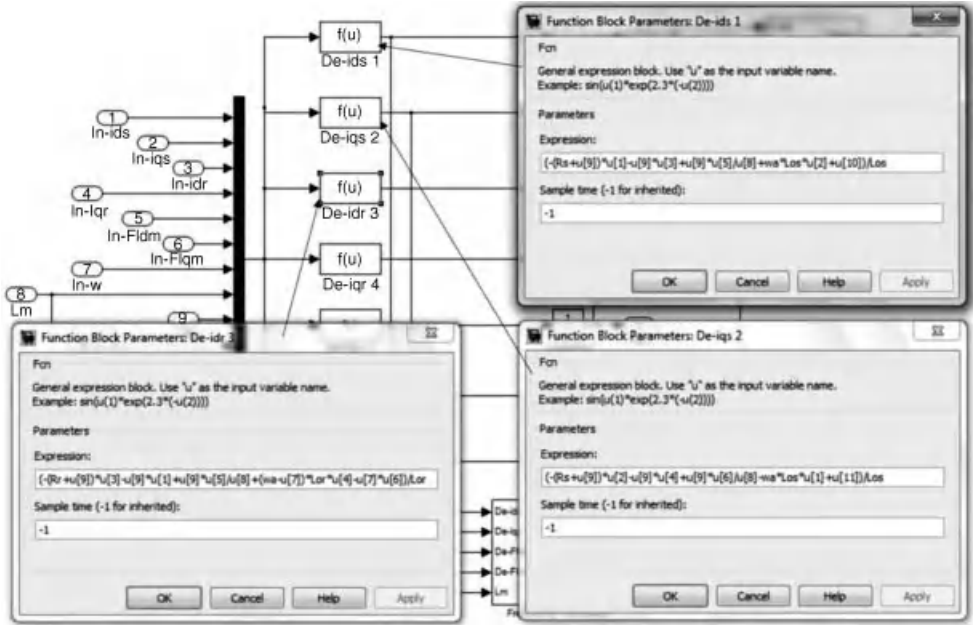 f(u)
De-ids 1
f(u)
De-iqs 2
f(u)
De-idr 3
f(u)
De-iqr 4
1
In-ids
2
In-iqs
3
In-idr
4
In-Iqr
5
In-Fldm
6
In-Flqm
7
In-w
8
Lm
9
1
Function Block Parameters: De-ids 1
Fcn
General expression block. Use "u" as the input variable name.
Example: sin(u(1)*exp(2.3*(-u(2))))
Parameters
Expression:
(-(Rs+u[9])*u[1]-u[9]*u[3]+u[9]*u[5]/u[8]+wa*Los*u[2]+u[10])/Los
Sample time (-1 for inherited):
-1
OK Cancel Help Apply
Function Block Parameters: De-idr 3
Fcn
General expression block. Use "u" as the input variable name.
Example: sin(u(1)*exp(2.3*(-u(2))))
Parameters
Expression:
(-(Rr+u[9])*u[3]-u[9]*u[1]+u[9]*u[5]/u[8]+(wa-u[7])*Lor*u[4]-u[7]*u[6])/Lor
Sample time (-1 for inherited):
-1
OK Cancel Help Apply
Function Block Parameters: De-iqs 2
Fcn
General expression block. Use "u" as the input variable name.
Example: sin(u(1)*exp(2.3*(-u(2))))
Parameters
Expression:
(-(Rs+u[9])*u[2]-u[9]*u[4]+u[9]*u[6]/u[8]-wa*Los*u[1]+u[11])/Los
Sample time (-1 for inherited):
-1
OK Cancel Help Apply
Lm